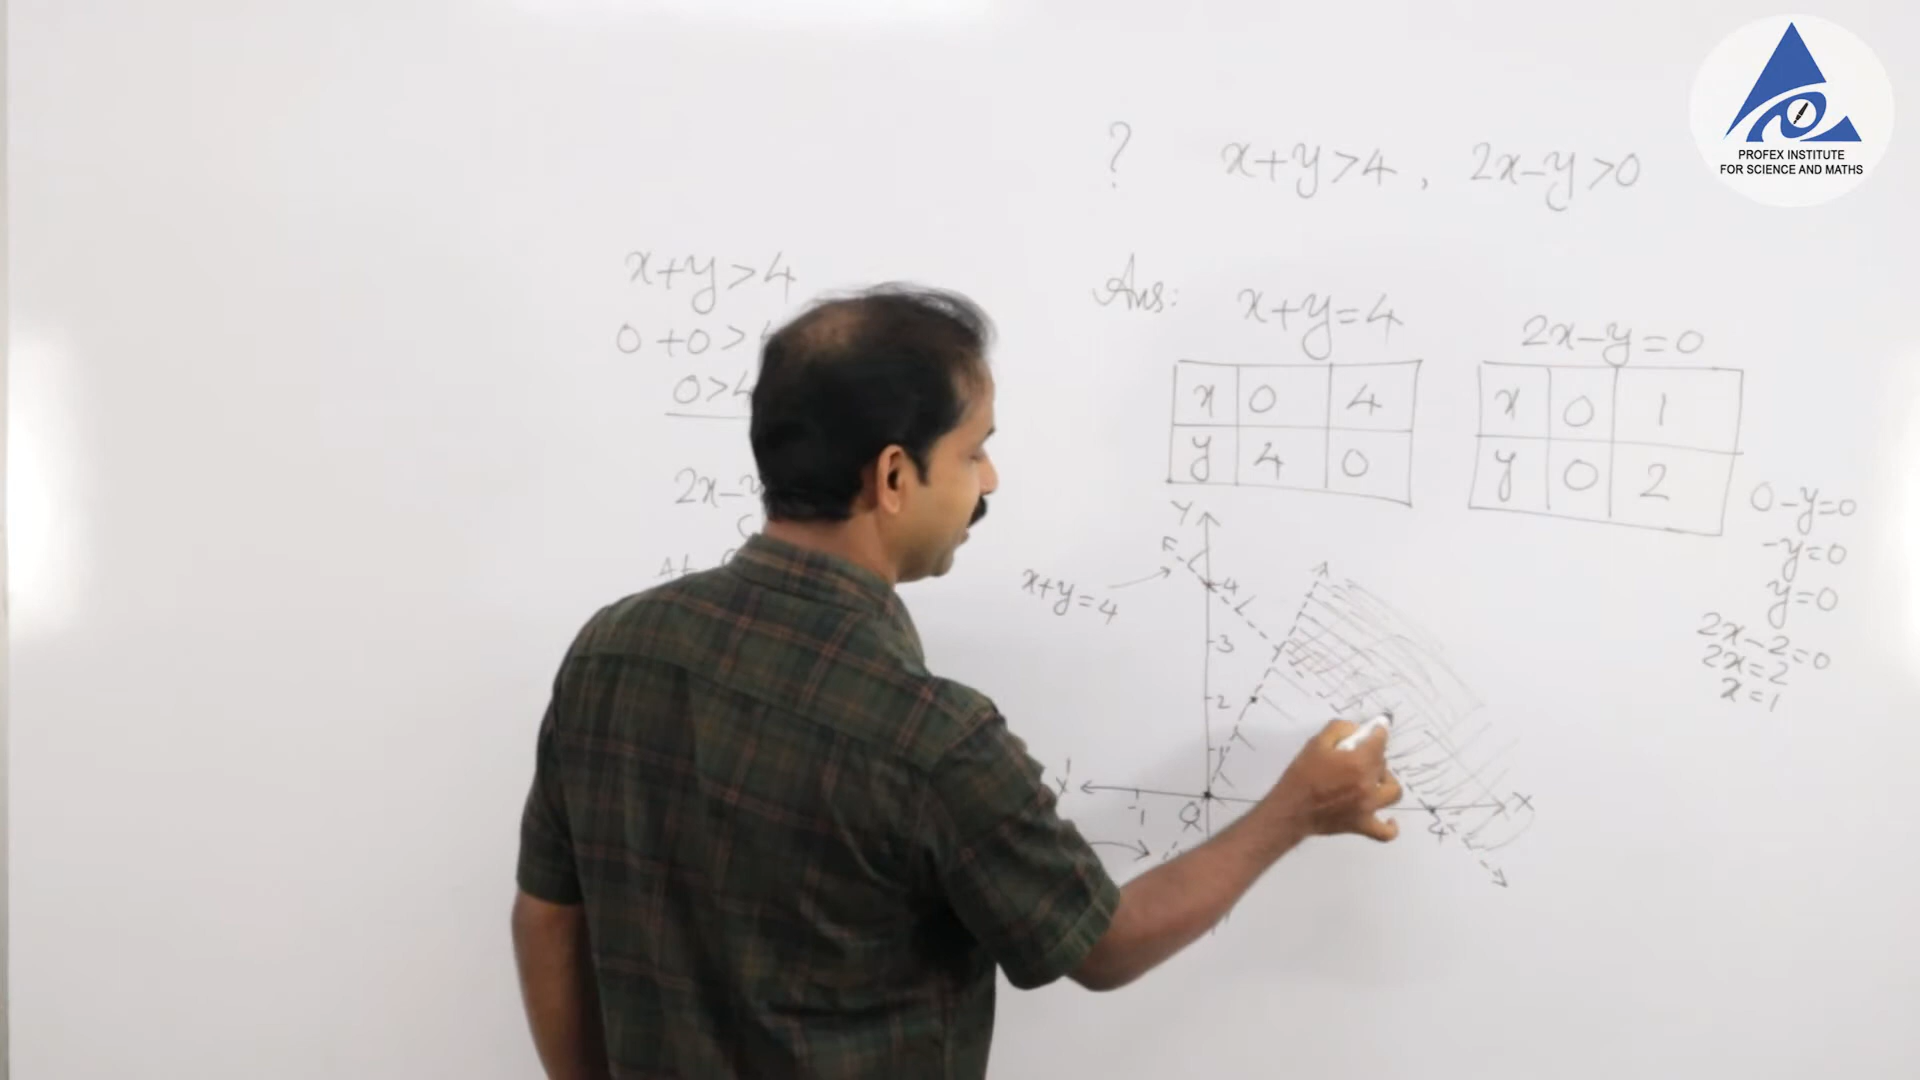 PROFEX INSTITUTE
FOR SCIENCE AND MATHS
? x+y>4, 2x-y>0
x+y>4
0+0>
0>4
2x-y
At
Ans: x+y=4
x 0 4
y 4 0
2x-y=0
x 0 1
y 0 2
0-y=0
-y=0
y=0
2x-2=0
2x=2
x=1
x+y=4
Y
4
3
2
1
X'
-1
O
4
X